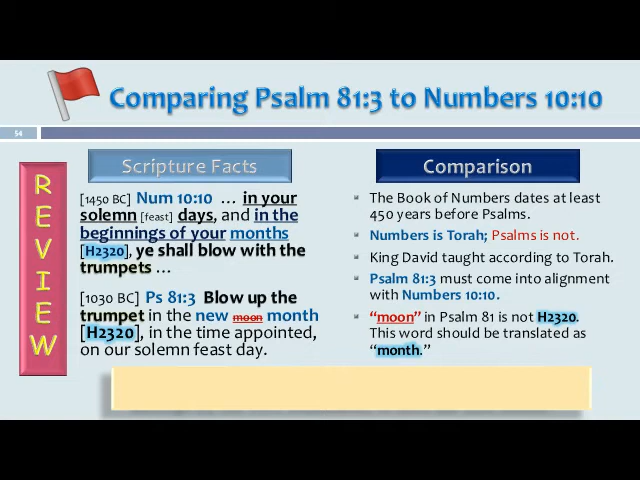 Comparing Psalm 81:3 to Numbers 10:10
54
REVIEW
Scripture Facts
[1450 BC] Num 10:10 … in your
solemn [feast] days, and in the
beginnings of your months
[H2320], ye shall blow with the
trumpets …
[1030 BC] Ps 81:3 Blow up the
trumpet in the new moon month
[H2320], in the time appointed,
on our solemn feast day.
Comparison
The Book of Numbers dates at least
450 years before Psalms.
Numbers is Torah; Psalms is not.
King David taught according to Torah.
Psalm 81:3 must come into alignment
with Numbers 10:10.
“moon” in Psalm 81 is not H2320.
This word should be translated as
“month.”